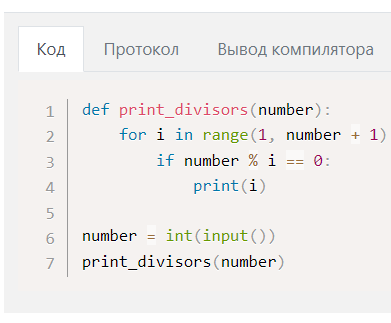 Код Протокол Вывод компилятора
1 def print_divisors(number):
2     for i in range(1, number + 1)
3         if number % i == 0:
4             print(i)
5
6 number = int(input())
7 print_divisors(number)